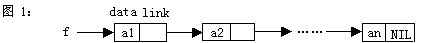 图 1：
data link
f a1 a2 …… an NIL